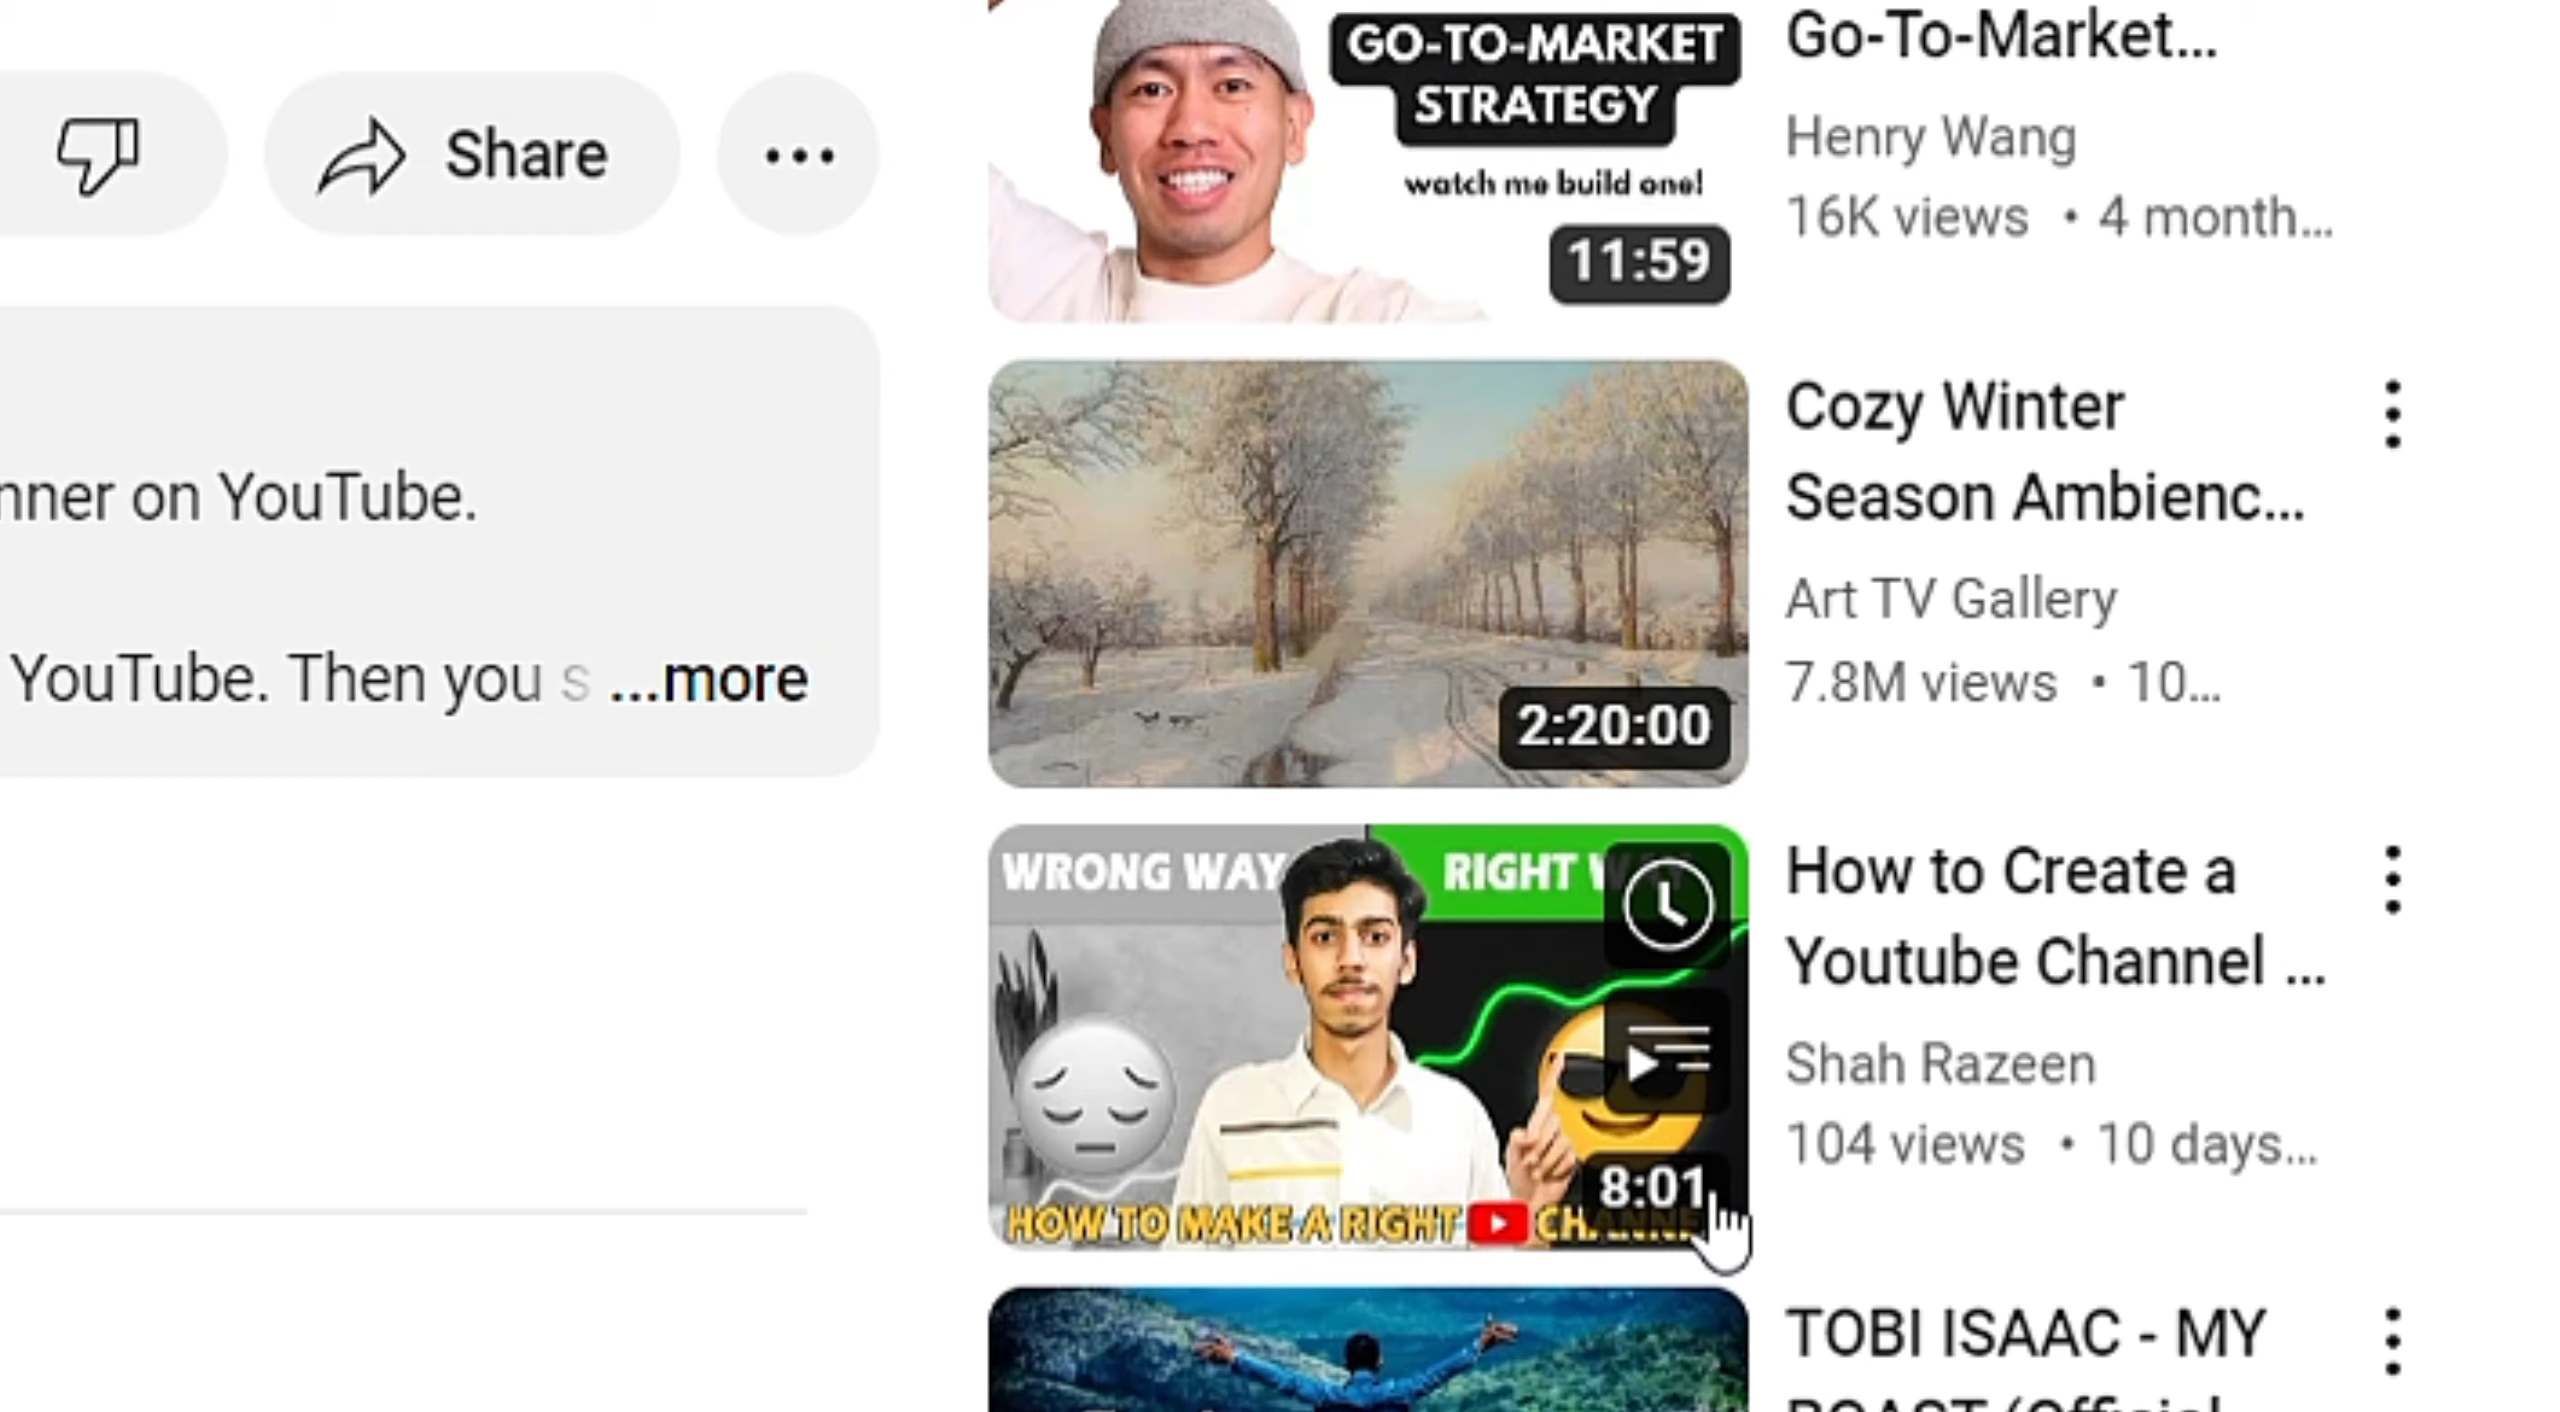 Share
nner on YouTube.
YouTube. Then you s ...more
GO-TO-MARKET
STRATEGY
watch me build one!
11:59
Go-To-Market...
Henry Wang
16K views • 4 month...
2:20:00
Cozy Winter
Season Ambienc...
Art TV Gallery
7.8M views • 10...
WRONG WAY
RIGHT
8:01
HOW TO MAKE A RIGHT
How to Create a
Youtube Channel ...
Shah Razeen
104 views • 10 days...
TOBI ISAAC - MY